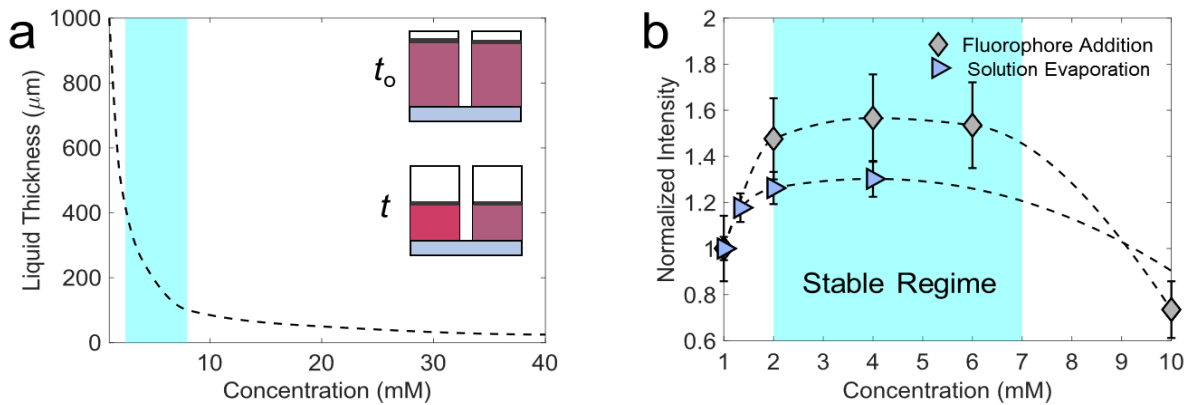 a
Liquid Thickness (μm)
1000
800
600
400
200
0
10
20
30
40
Concentration (mM)
to
t
b
Normalized Intensity
2
1.8
1.6
1.4
1.2
1
0.8
0.6
1
2
3
4
5
6
7
8
9
10
Concentration (mM)
Fluorophore Addition
Solution Evaporation
Stable Regime